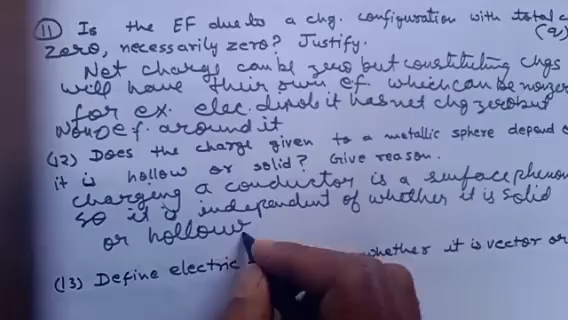 (11) Is the EF due to a chg. configuration with total c
(9)
zero, necessarily zero? Justify.
Net charge can be zero but constituting chgs
will have their own ef. which can be nonzero
for ex. elec. dipole it has net chg zero but
ef. around it
(12) Does the charge given to a metallic sphere depend o
it is hollow or solid? Give reason.
charging a conductor is a surface phenom
so it is independent of whether it is solid
or hollow
(13) Define electric whether it is vector or